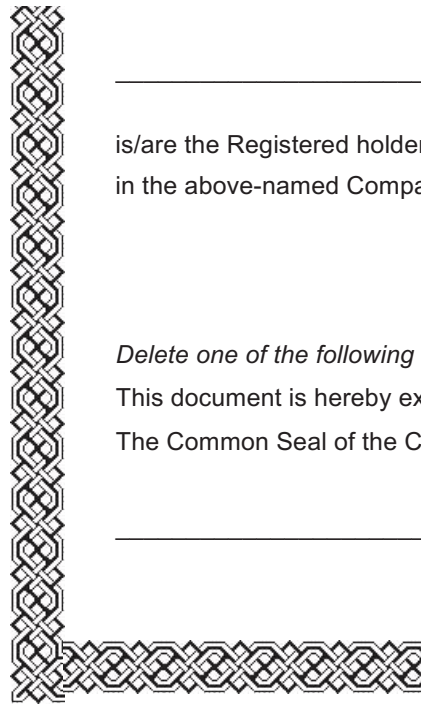 is/are the Registered holder
in the above-named Compa
Delete one of the following
This document is hereby ex
The Common Seal of the C